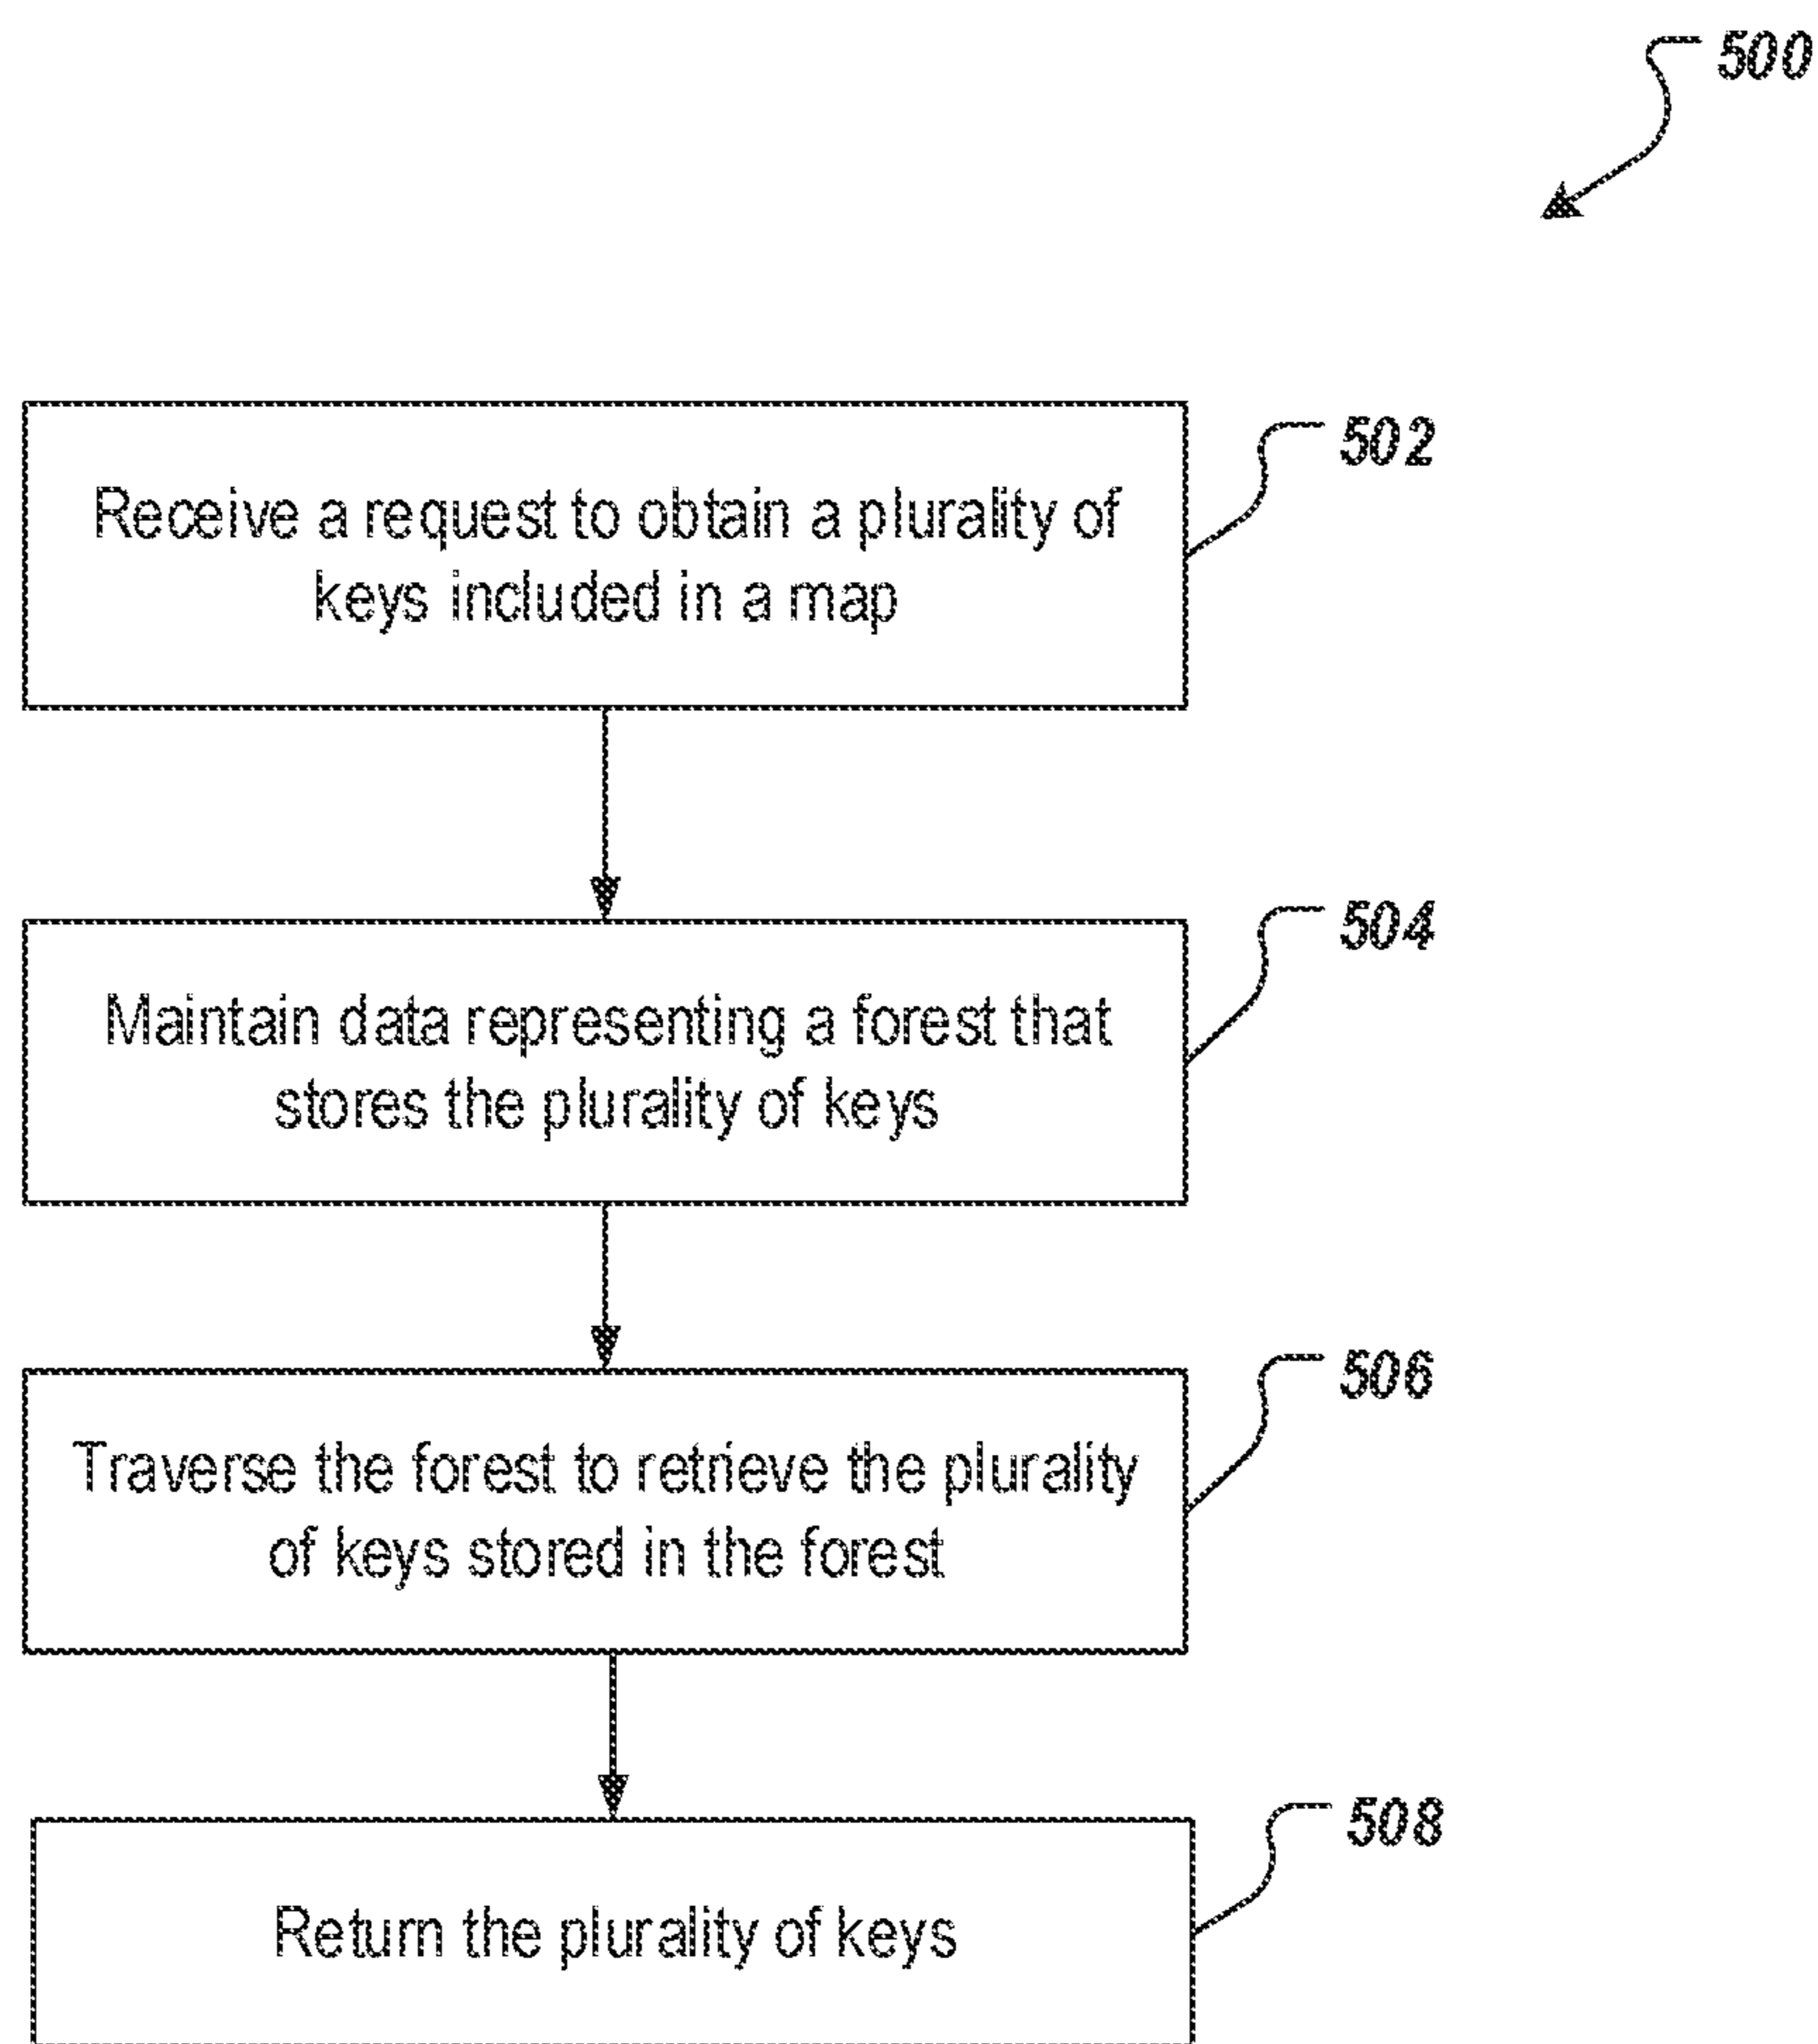 500
502
Receive a request to obtain a plurality of
keys included in a map
504
Maintain data representing a forest that
stores the plurality of keys
506
Traverse the forest to retrieve the plurality
of keys stored in the forest
508
Return the plurality of keys